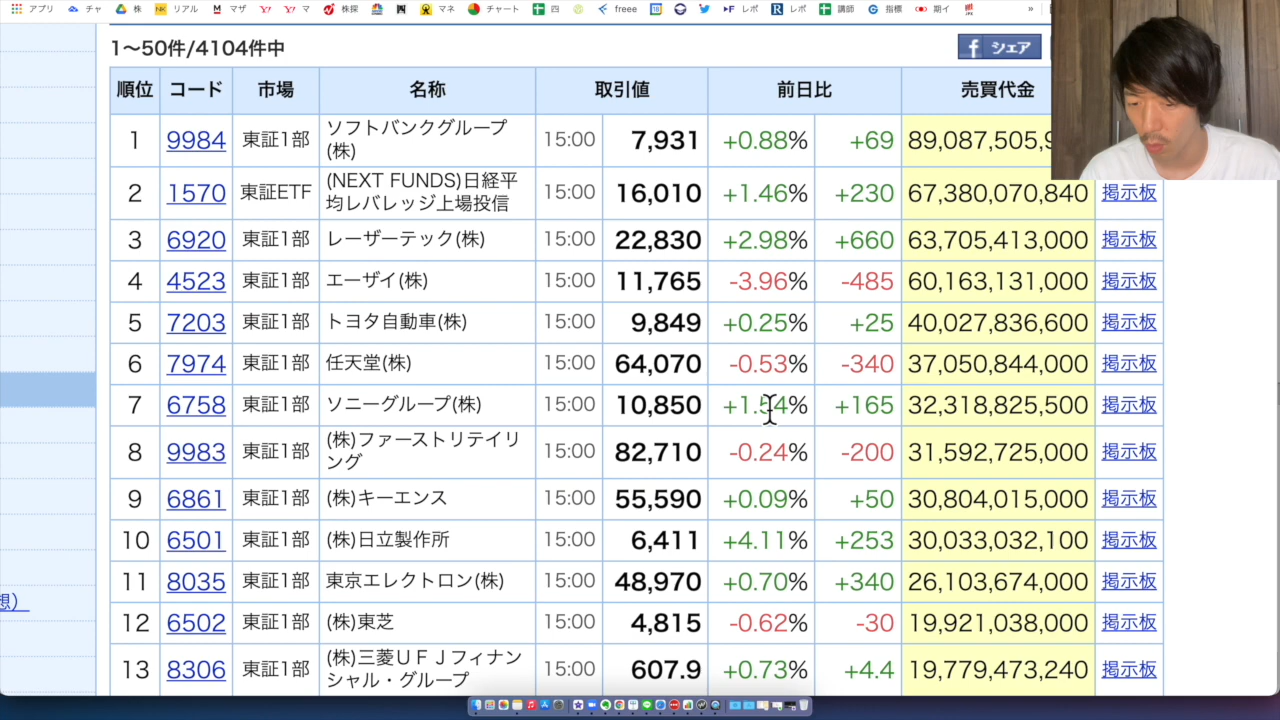 アプリ チャ 株 リアル マザ マ 株探 マネ チャート 四 freee レポ レポ 講師 指標 期イ »
1〜50件/4104件中
シェア
順位 コード 市場 名称 取引値 前日比 売買代金
1 9984 東証1部 ソフトバンクグループ(株) 15:00 7,931 +0.88% +69 89,087,505,9
2 1570 東証ETF (NEXT FUNDS)日経平均レバレッジ上場投信 15:00 16,010 +1.46% +230 67,380,070,840 掲示板
3 6920 東証1部 レーザーテック(株) 15:00 22,830 +2.98% +660 63,705,413,000 掲示板
4 4523 東証1部 エーザイ(株) 15:00 11,765 -3.96% -485 60,163,131,000 掲示板
5 7203 東証1部 トヨタ自動車(株) 15:00 9,849 +0.25% +25 40,027,836,600 掲示板
6 7974 東証1部 任天堂(株) 15:00 64,070 -0.53% -340 37,050,844,000 掲示板
7 6758 東証1部 ソニーグループ(株) 15:00 10,850 +1.54% +165 32,318,825,500 掲示板
8 9983 東証1部 (株)ファーストリテイリング 15:00 82,710 -0.24% -200 31,592,725,000 掲示板
9 6861 東証1部 (株)キーエンス 15:00 55,590 +0.09% +50 30,804,015,000 掲示板
10 6501 東証1部 (株)日立製作所 15:00 6,411 +4.11% +253 30,033,032,100 掲示板
11 8035 東証1部 東京エレクトロン(株) 15:00 48,970 +0.70% +340 26,103,674,000 掲示板
想)
12 6502 東証1部 (株)東芝 15:00 4,815 -0.62% -30 19,921,038,000 掲示板
13 8306 東証1部 (株)三菱UFJフィナンシャル・グループ 15:00 607.9 +0.73% +4.4 19,779,473,240 掲示板